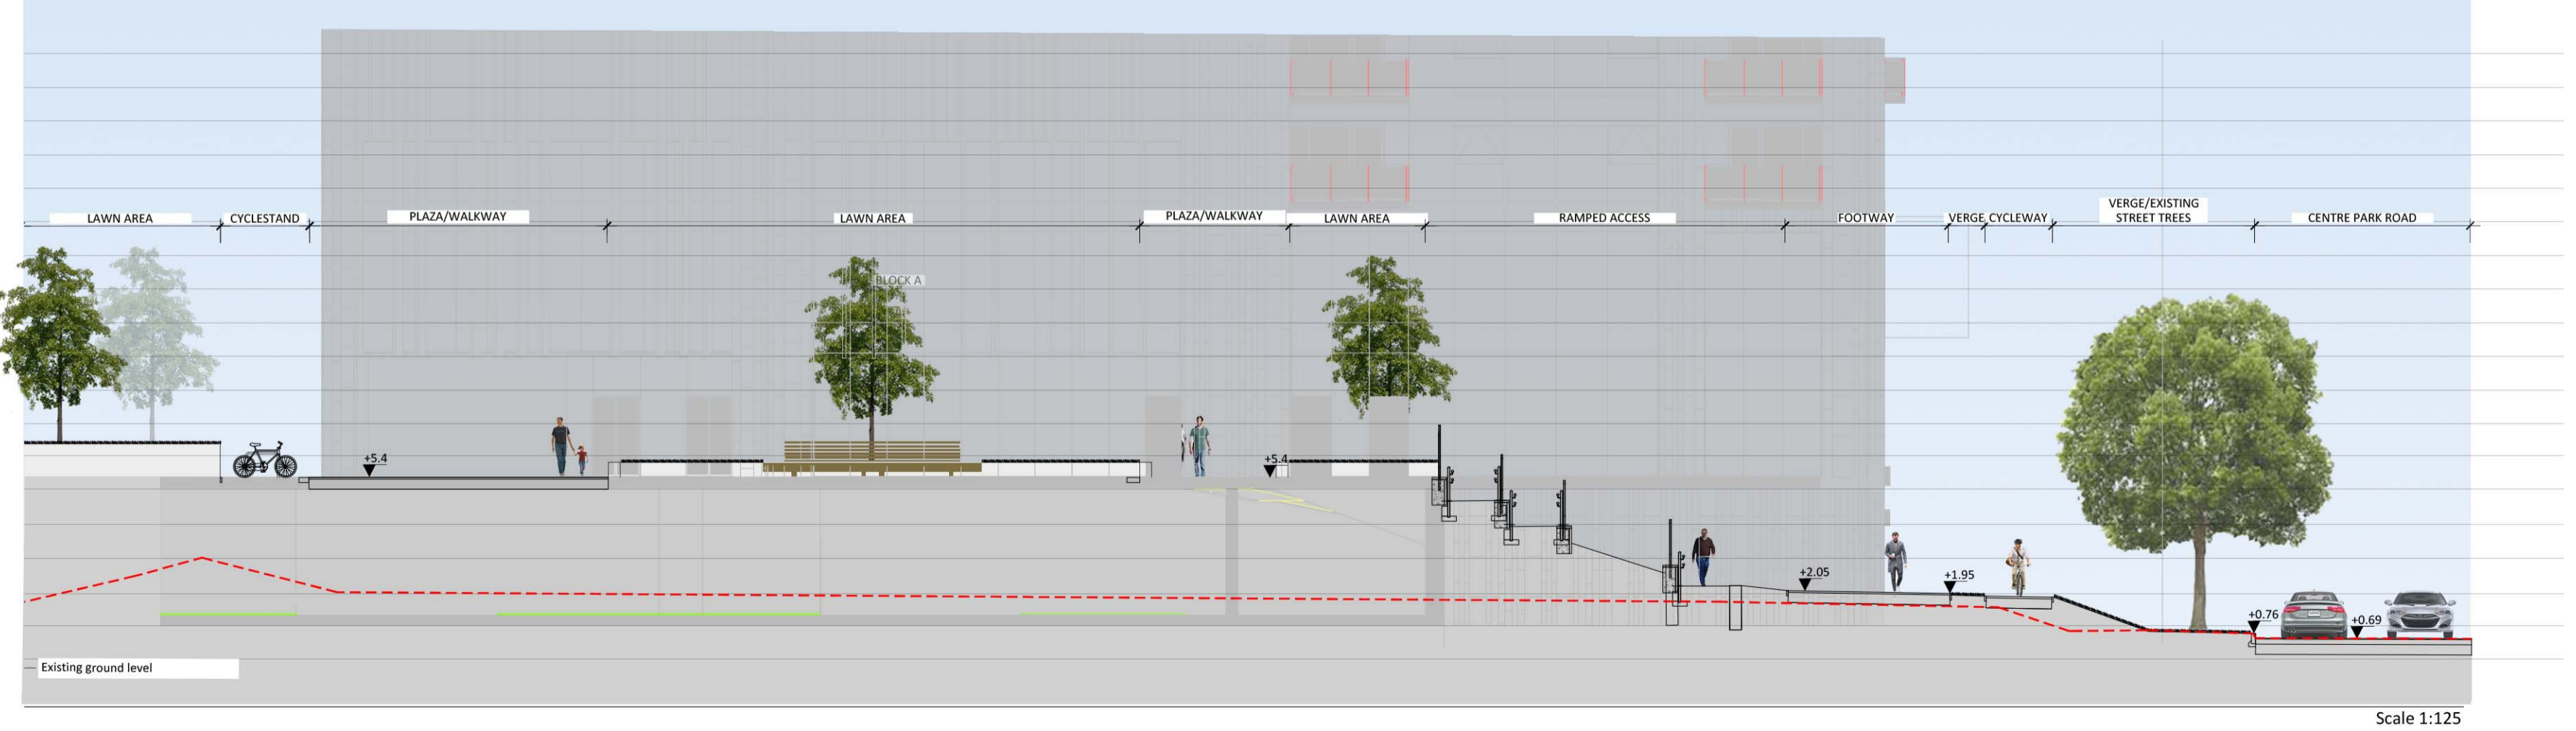 LAWN AREA
CYCLESTAND
PLAZA/WALKWAY
LAWN AREA
PLAZA/WALKWAY
LAWN AREA
RAMPED ACCESS
FOOTWAY
VERGE
CYCLEWAY
VERGE/EXISTING
STREET TREES
CENTRE PARK ROAD
BLOCK A
+5.4
+5.4
+2.05
+1.95
+0.76
+0.69
Existing ground level
Scale 1:125